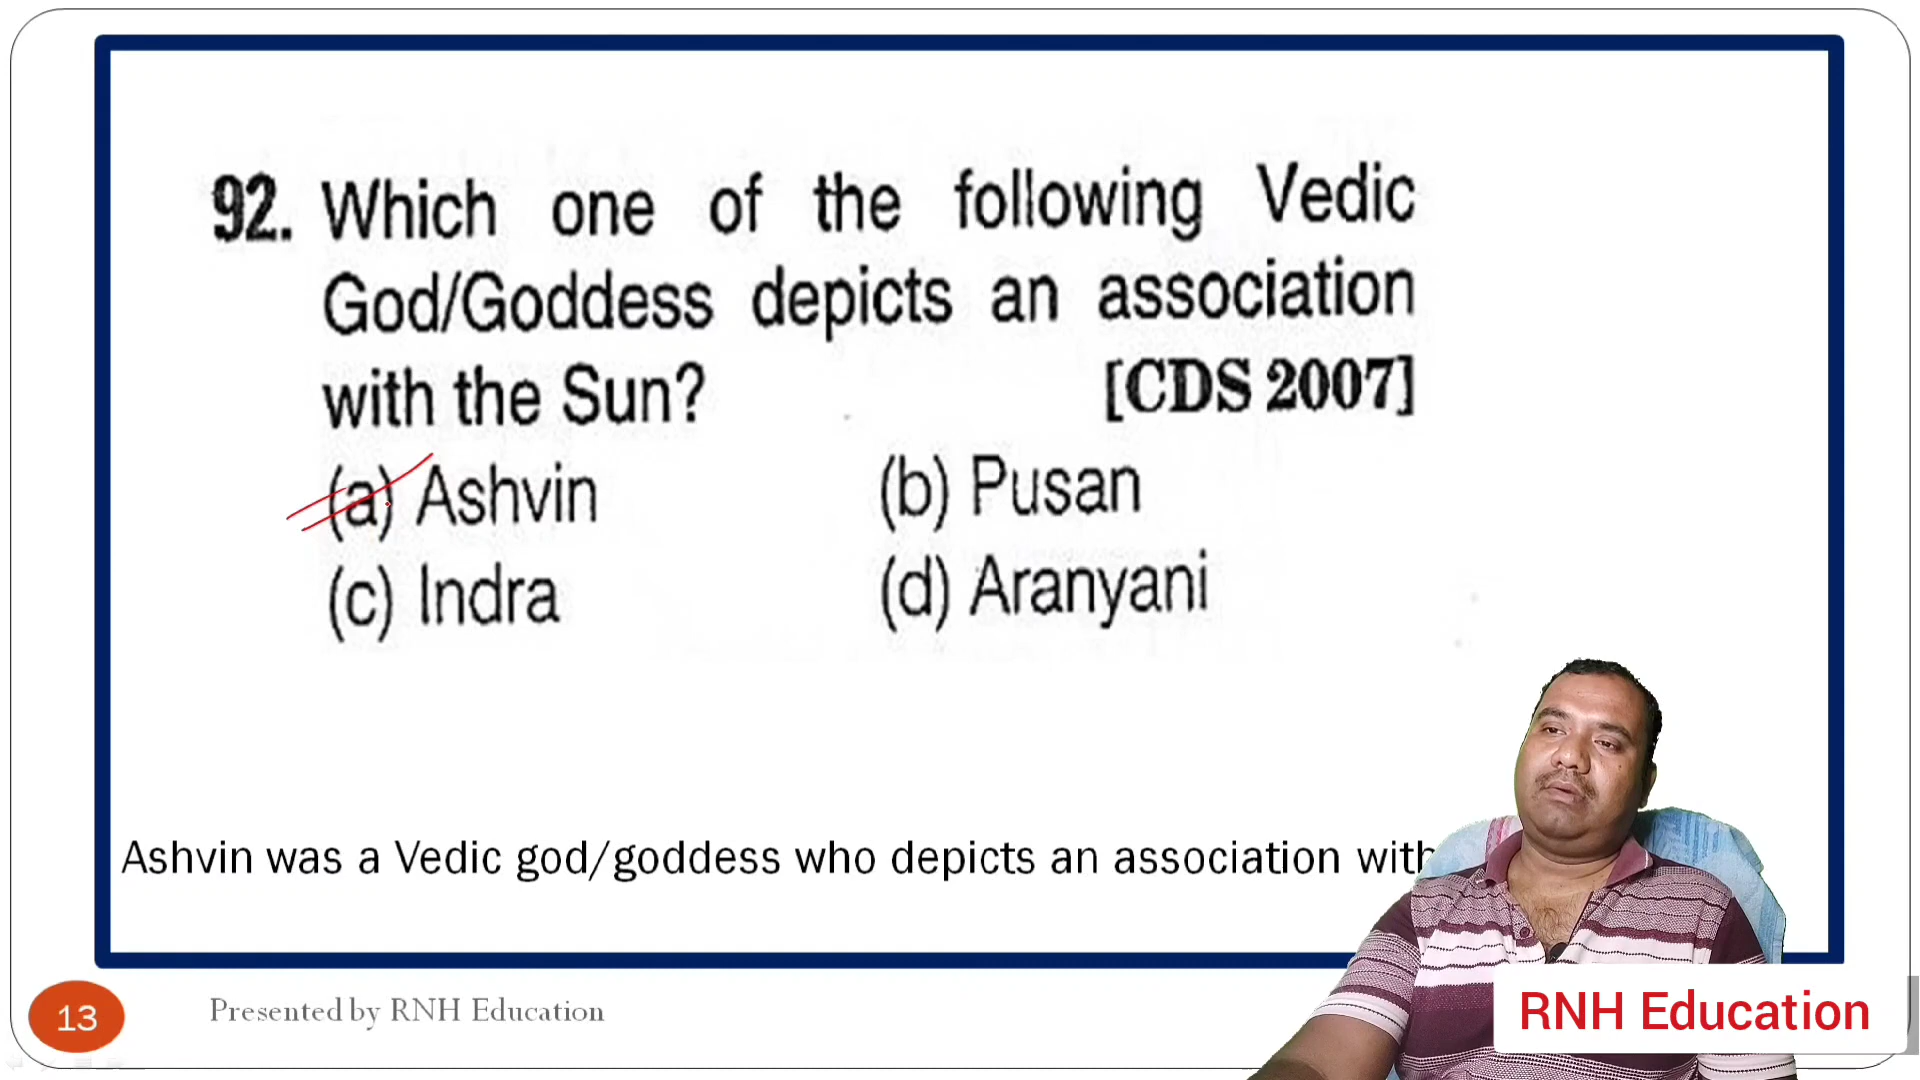 92. Which one of the following Vedic
God/Goddess depicts an association
with the Sun? [CDS 2007]
(a) Ashvin (b) Pusan
(c) Indra (d) Aranyani
Ashvin was a Vedic god/goddess who depicts an association with
13 Presented by RNH Education
RNH Education